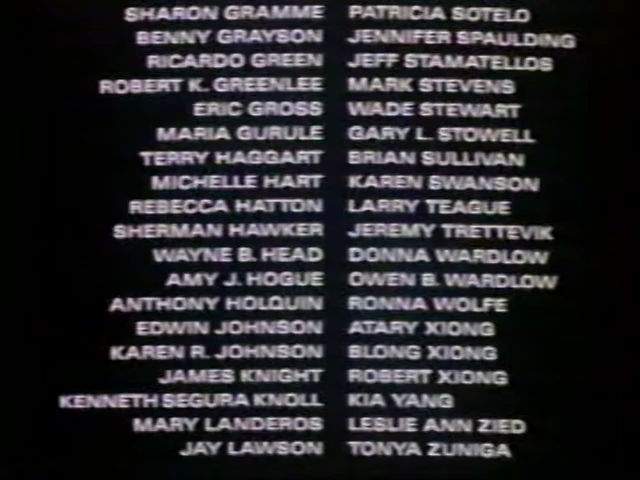 SHARON GRAMME PATRICIA SOTELO
BENNY GRAYSON JENNIFER SPAULDING
RICARDO GREEN JEFF STAMATELLOS
ROBERT K. GREENLEE MARK STEVENS
ERIC GROSS WADE STEWART
MARIA GURULE GARY L. STOWELL
TERRY HAGGART BRIAN SULLIVAN
MICHELLE HART KAREN SWANSON
REBECCA HATTON LARRY TEAGUE
SHERMAN HAWKER JEREMY TRETTEVIK
WAYNE B. HEAD DONNA WARDLOW
AMY J. HOGUE OWEN B. WARDLOW
ANTHONY HOLQUIN RONNA WOLFE
EDWIN JOHNSON ATARY XIONG
KAREN R. JOHNSON BLONG XIONG
JAMES KNIGHT ROBERT XIONG
KENNETH SEGURA KNOLL KIA YANG
MARY LANDEROS LESLIE ANN ZIED
JAY LAWSON TONYA ZUNIGA